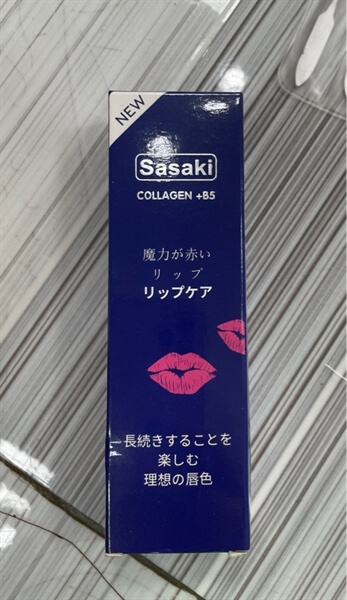 NEW
Sasaki
COLLAGEN +B5
魔力が赤い
リップ
リップケア
長続きすることを
楽しむ
理想の唇色